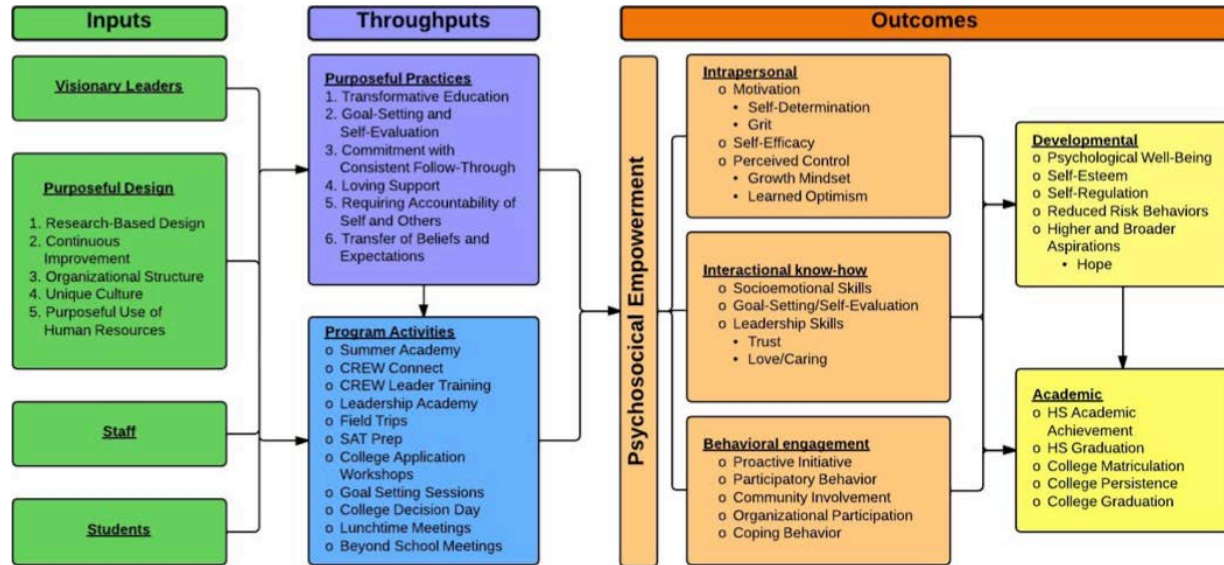 Inputs
Throughputs
Outcomes
Visionary Leaders
Purposeful Design
1. Research-Based Design
2. Continuous
Improvement
3. Organizational Structure
4. Unique Culture
5. Purposeful Use of
Human Resources
Staff
Students
Purposeful Practices
1. Transformative Education
2. Goal-Setting and
Self-Evaluation
3. Commitment with
Consistent Follow-Through
4. Loving Support
5. Requiring Accountability of
Self and Others
6. Transfer of Beliefs and
Expectations
Program Activities
o Summer Academy
o CREW Connect
o CREW Leader Training
o Leadership Academy
o Field Trips
o SAT Prep
o College Application
Workshops
o Goal Setting Sessions
o College Decision Day
o Lunchtime Meetings
o Beyond School Meetings
Psychosocical Empowerment
Intrapersonal
o Motivation
• Self-Determination
• Grit
o Self-Efficacy
o Perceived Control
• Growth Mindset
• Learned Optimism
Interactional know-how
o Socioemotional Skills
o Goal-Setting/Self-Evaluation
o Leadership Skills
• Trust
• Love/Caring
Behavioral engagement
o Proactive Initiative
o Participatory Behavior
o Community Involvement
o Organizational Participation
o Coping Behavior
Developmental
o Psychological Well-Being
o Self-Esteem
o Self-Regulation
o Reduced Risk Behaviors
o Higher and Broader
Aspirations
• Hope
Academic
o HS Academic
Achievement
o HS Graduation
o College Matriculation
o College Persistence
o College Graduation